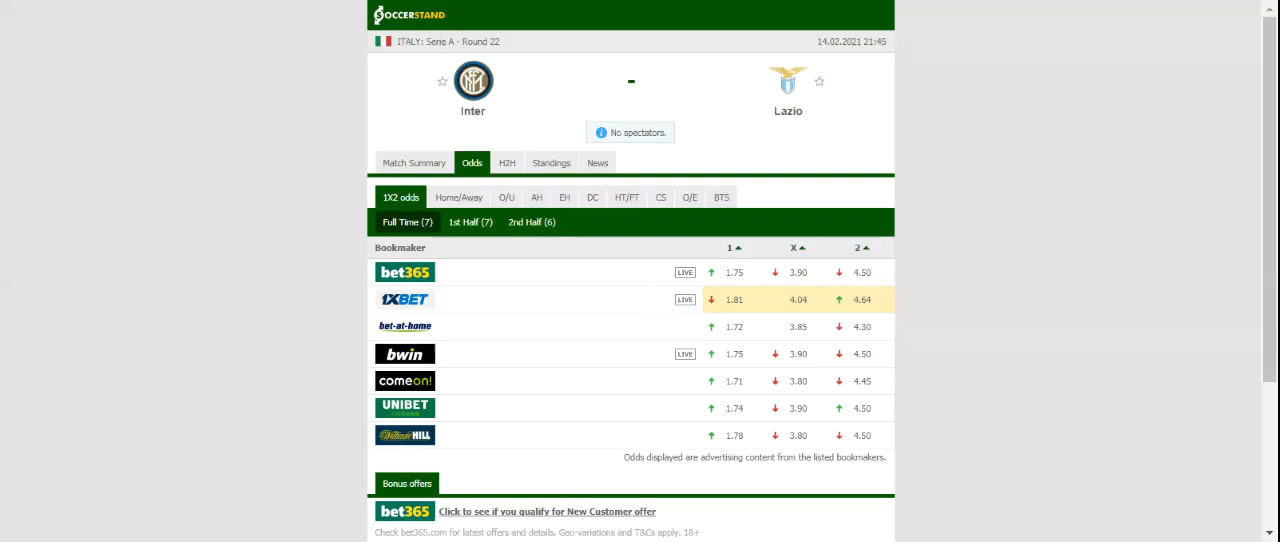 SOCCERSTAND
ITALY: Serie A - Round 22 14.02.2021 21:45
-
Inter Lazio
No spectators.
Match Summary Odds H2H Standings News
1X2 odds Home/Away O/U AH EH DC HT/FT CS O/E BTS
Full Time (7) 1st Half (7) 2nd Half (6)
Bookmaker 1 X 2
bet365 LIVE 1.75 3.90 4.50
1XBET LIVE 1.81 4.04 4.64
bet-at-home 1.72 3.85 4.30
bwin LIVE 1.75 3.90 4.50
comeon! 1.71 3.80 4.45
UNIBET 1.74 3.90 4.50
William HILL 1.78 3.80 4.50
Odds displayed are advertising content from the listed bookmakers.
Bonus offers
bet365 Click to see if you qualify for New Customer offer
Check bet365.com for latest offers and details. Geo-variations and T&Cs apply. 18+